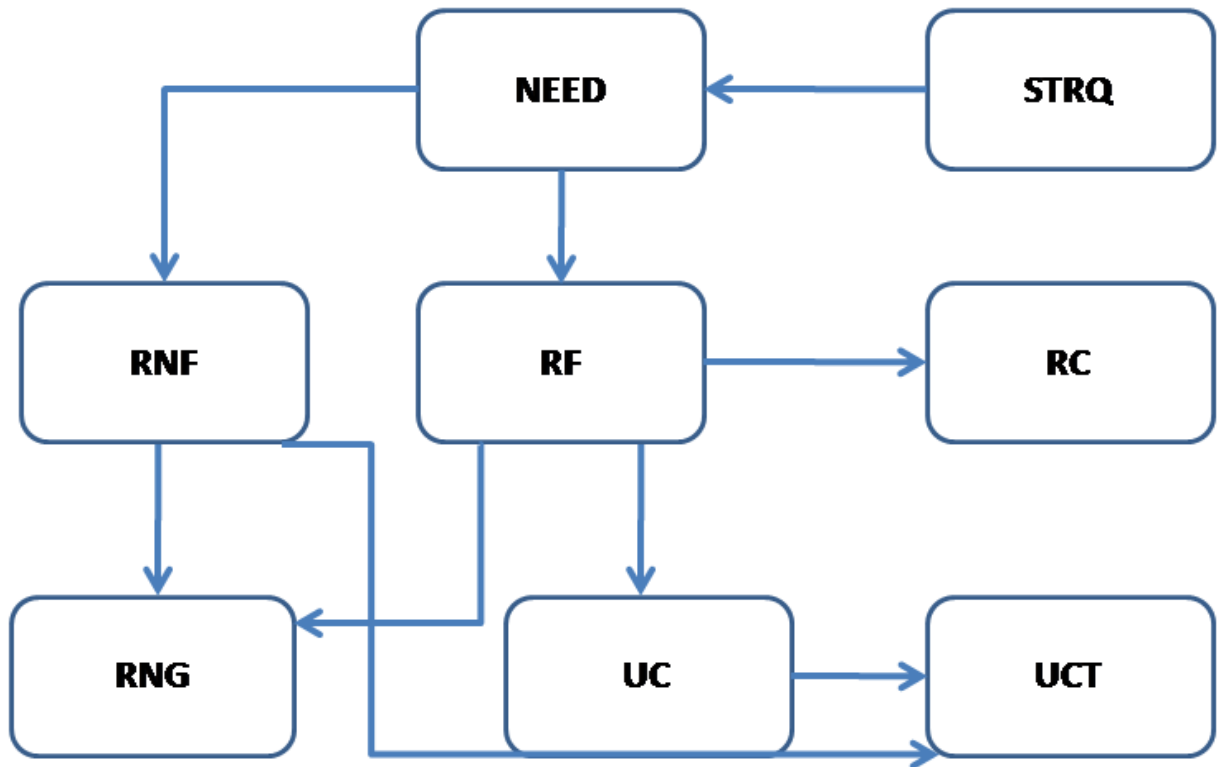 NEED
STRQ
RNF
RF
RC
RNG
UC
UCT